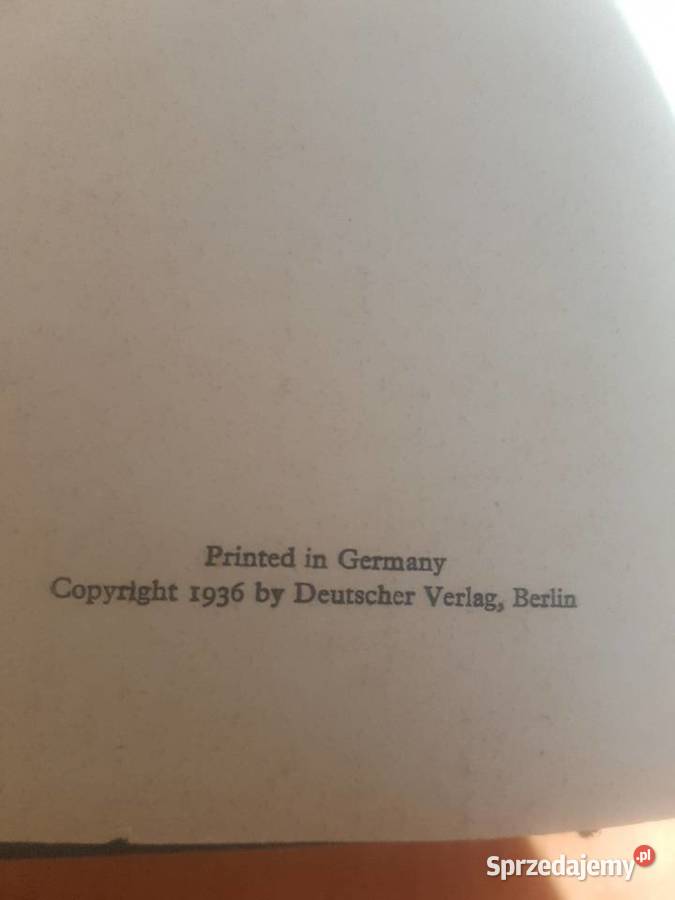 Printed in Germany
Copyright 1936 by Deutscher Verlag, Berlin
Sprzedajemy.pl